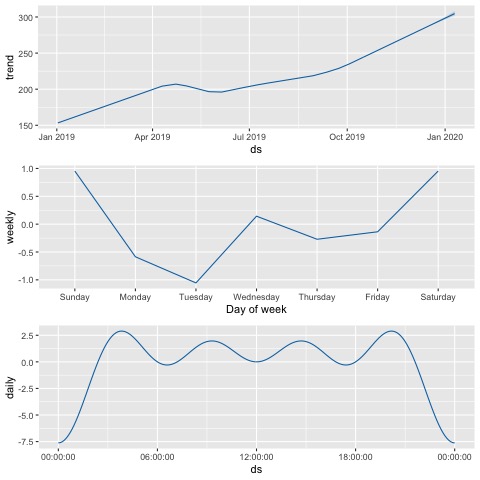 300
250
200
150
trend
Jan 2019 Apr 2019 Jul 2019 Oct 2019 Jan 2020
ds
1.0
0.5
0.0
-0.5
-1.0
weekly
Sunday Monday Tuesday Wednesday Thursday Friday Saturday
Day of week
2.5
0.0
-2.5
-5.0
-7.5
daily
00:00:00 06:00:00 12:00:00 18:00:00 00:00:00
ds